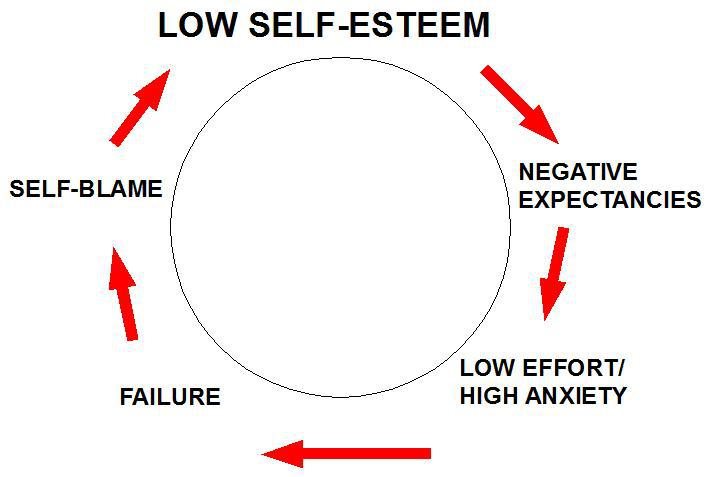 LOW SELF-ESTEEM
NEGATIVE
EXPECTANCIES
LOW EFFORT/
HIGH ANXIETY
FAILURE
SELF-BLAME